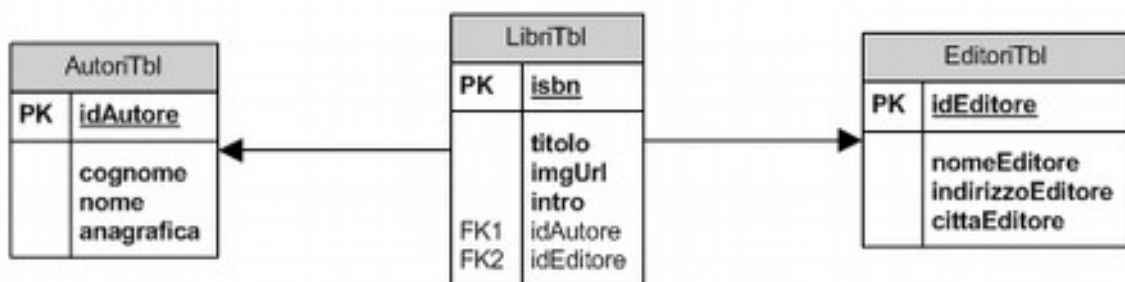 AutoriTbl
PK idAutore
cognome
nome
anagrafica
LibriTbl
PK isbn
titolo
imgUrl
intro
FK1 idAutore
FK2 idEditore
EditoriTbl
PK idEditore
nomeEditore
indirizzoEditore
cittaEditore